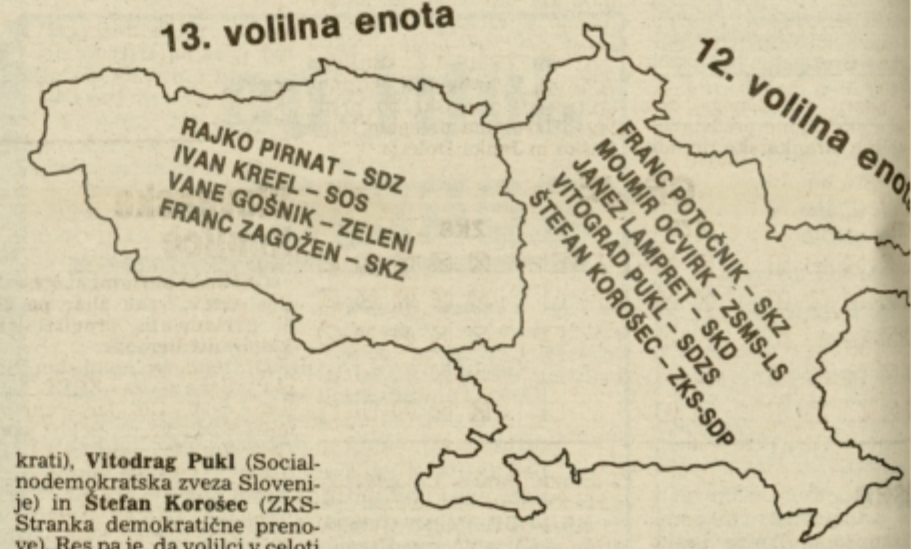 13. volilna enota
RAJKO PIRNAT – SDZ
IVAN KREFL – SOS
VANE GOŠNIK – ZELENI
FRANC ZAGOŽEN – SKZ
12. volilna
FRANC POTOČNIK – SKZ
MOJMIR OCVIRK – ZSMS-LS
JANEZ LAMPRET – SKD
VITOGRAD PUKL – SDZS
ŠTEFAN KOROŠEC – ZKS-SDP
krati), Vitodrag Pukl (Social-
nodemokratska zveza Sloveni-
je) in Štefan Korošec (ZKS-
Stranka demokratične preno-
ve). Res pa je, da volilci v celoti